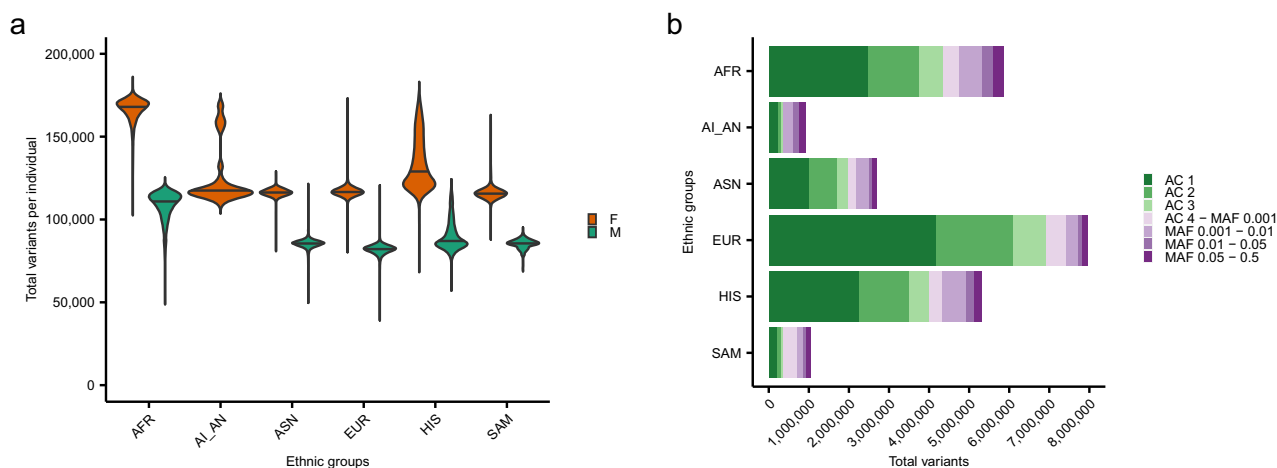 a
200,000
150,000
100,000
50,000
0
Total variants per individual
AFR
AI_AN
ASN
EUR
HIS
SAM
Ethnic groups
F
M
b
AFR
AI_AN
ASN
EUR
HIS
SAM
Ethnic groups
0
1,000,000
2,000,000
3,000,000
4,000,000
5,000,000
6,000,000
7,000,000
8,000,000
Total variants
AC 1
AC 2
AC 3
AC 4 − MAF 0.001
MAF 0.001 − 0.01
MAF 0.01 − 0.05
MAF 0.05 − 0.5